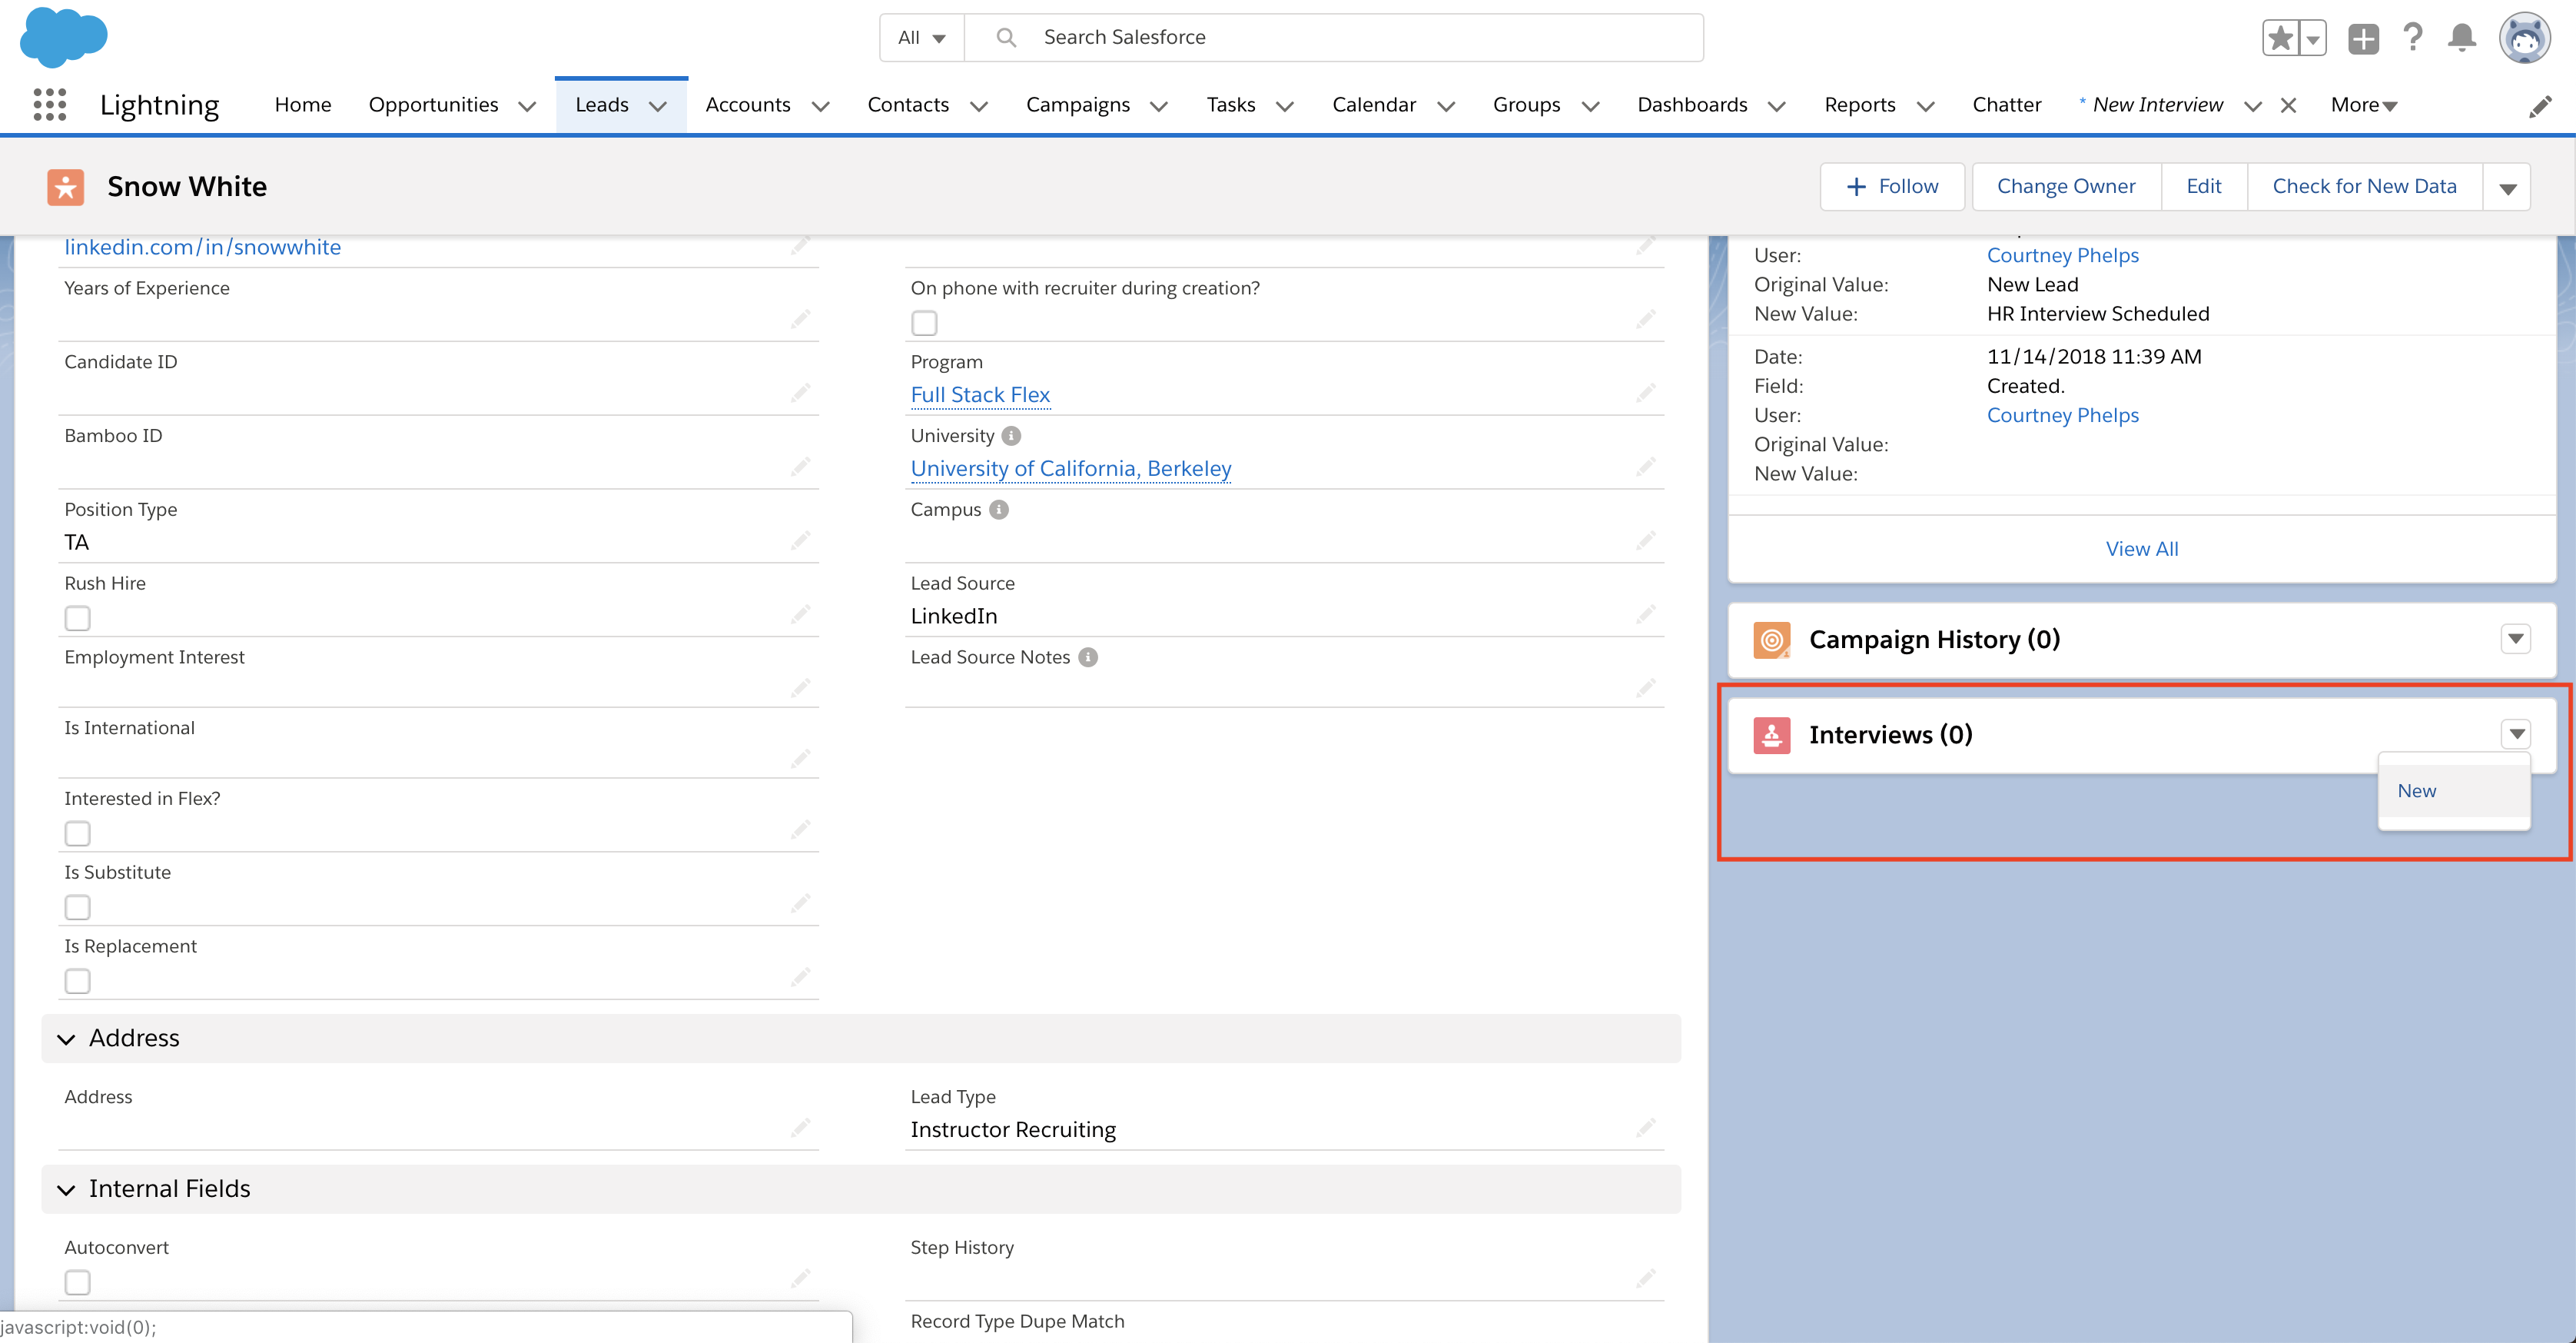 All
Search Salesforce
Lightning
Home
Opportunities
Leads
Accounts
Contacts
Campaigns
Tasks
Calendar
Groups
Dashboards
Reports
Chatter
* New Interview
More
Snow White
Follow
Change Owner
Edit
Check for New Data
linkedin.com/in/snowwhite
Years of Experience
On phone with recruiter during creation?
Candidate ID
Program
Full Stack Flex
Bamboo ID
University
University of California, Berkeley
Position Type
TA
Campus
Rush Hire
Lead Source
LinkedIn
Employment Interest
Lead Source Notes
Is International
Interested in Flex?
Is Substitute
Is Replacement
Address
Address
Lead Type
Instructor Recruiting
Internal Fields
Autoconvert
Step History
Record Type Dupe Match
javascript:void(0);
User: Courtney Phelps
Original Value: New Lead
New Value: HR Interview Scheduled
Date: 11/14/2018 11:39 AM
Field: Created.
User: Courtney Phelps
Original Value:
New Value:
View All
Campaign History (0)
Interviews (0)
New